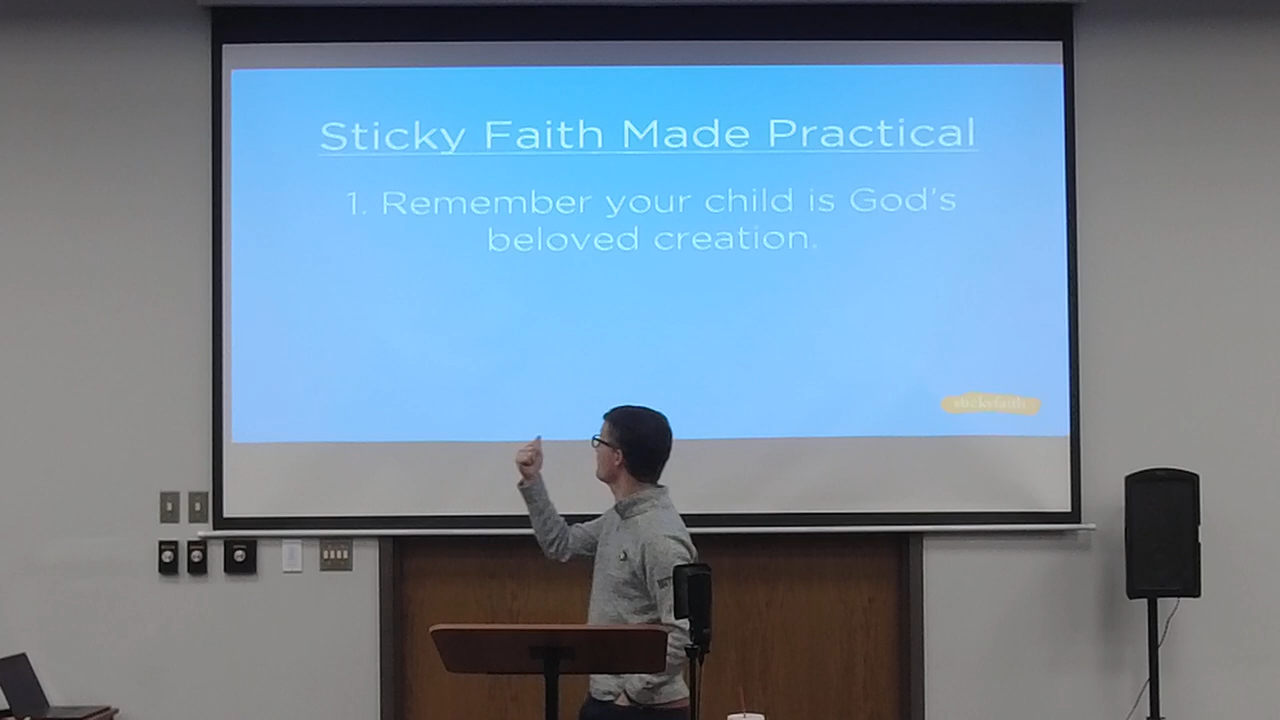 Sticky Faith Made Practical
1. Remember your child is God's
beloved creation.
stickyfaith